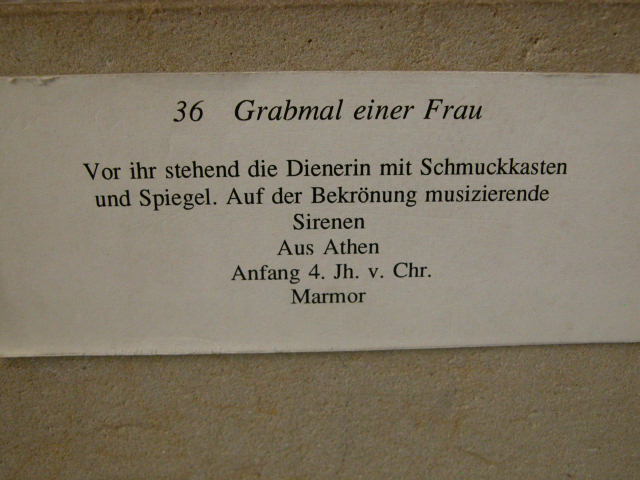 36 Grabmal einer Frau
Vor ihr stehend die Dienerin mit Schmuckkasten
und Spiegel. Auf der Bekrönung musizierende
Sirenen
Aus Athen
Anfang 4. Jh. v. Chr.
Marmor